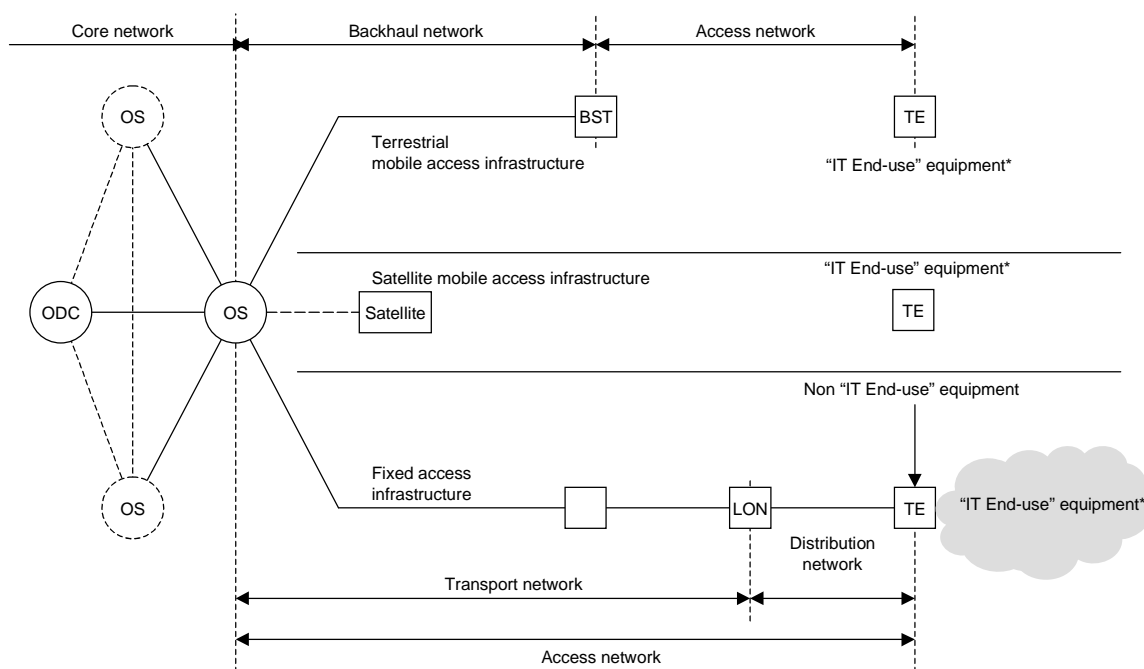 Core network
Backhaul network
Access network
OS
BST
TE
Terrestrial
mobile access infrastructure
“IT End-use” equipment*
“IT End-use” equipment*
Satellite mobile access infrastructure
ODC
OS
Satellite
TE
Non “IT End-use” equipment
Fixed access
infrastructure
OS
LON
TE
“IT End-use” equipment*
Distribution
network
Transport network
Access network